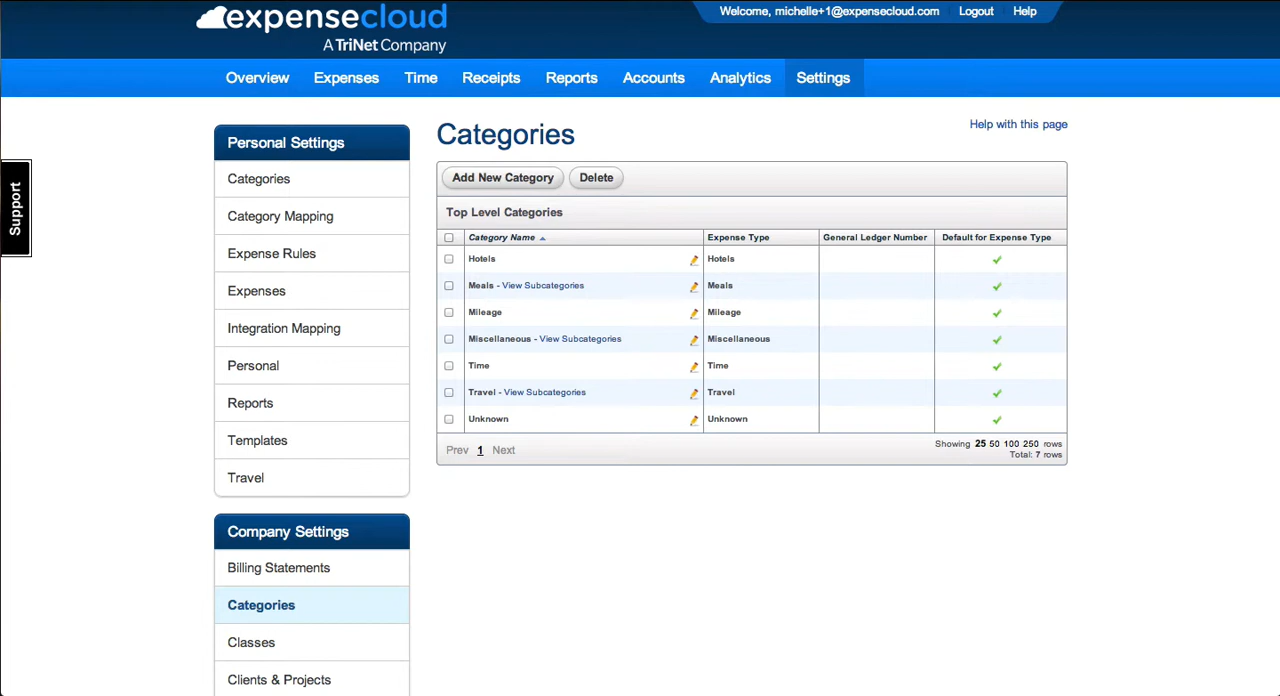 expensecloud
A TriNet Company
Welcome, michelle+1@expensecloud.com Logout Help
Overview Expenses Time Receipts Reports Accounts Analytics Settings
Support
Personal Settings
Categories
Category Mapping
Expense Rules
Expenses
Integration Mapping
Personal
Reports
Templates
Travel
Company Settings
Billing Statements
Categories
Classes
Clients & Projects
Categories
Help with this page
Add New Category Delete
Top Level Categories
Category Name Expense Type General Ledger Number Default for Expense Type
Hotels Hotels
Meals - View Subcategories Meals
Mileage Mileage
Miscellaneous - View Subcategories Miscellaneous
Time Time
Travel - View Subcategories Travel
Unknown Unknown
Prev 1 Next
Showing 25 50 100 250 rows
Total: 7 rows